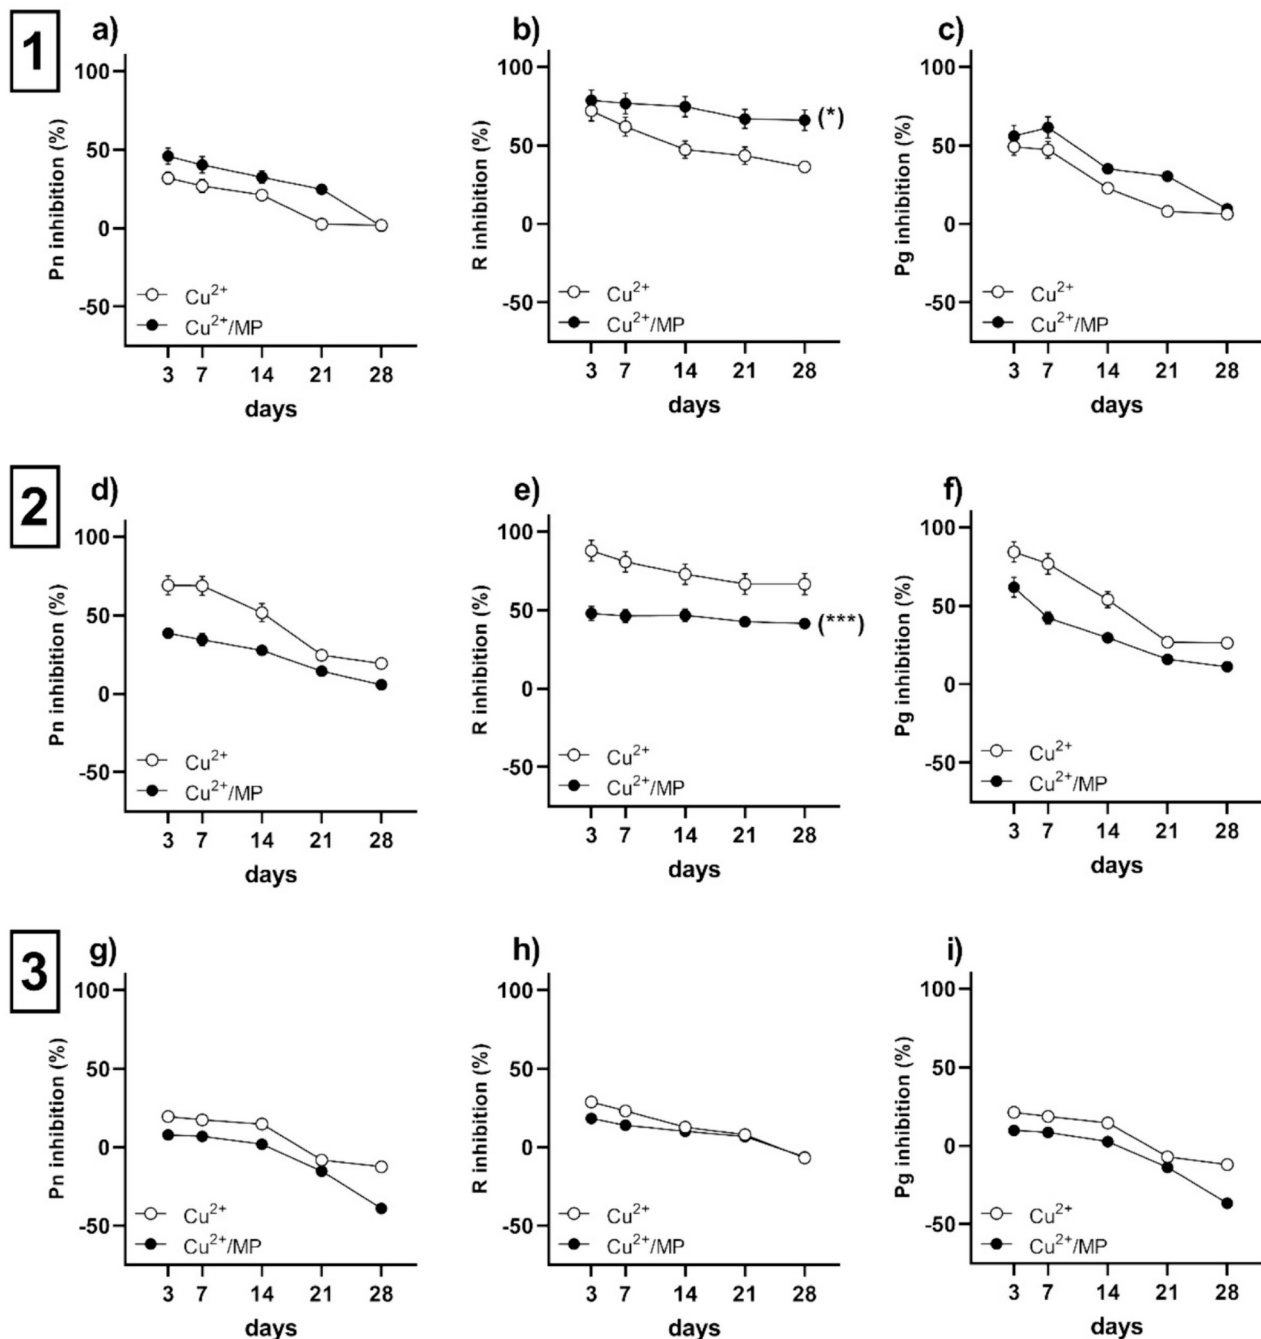 1
a)
b)
c)
Pn inhibition (%)
100
50
0
-50
Cu2+
Cu2+/MP
3 7 14 21 28
days
R inhibition (%)
100
50
0
-50
Cu2+
Cu2+/MP
(*)
3 7 14 21 28
days
Pg inhibition (%)
100
50
0
-50
Cu2+
Cu2+/MP
3 7 14 21 28
days
2
d)
e)
f)
Pn inhibition (%)
100
50
0
-50
Cu2+
Cu2+/MP
3 7 14 21 28
days
R inhibition (%)
100
50
0
-50
Cu2+
Cu2+/MP
(***)
3 7 14 21 28
days
Pg inhibition (%)
100
50
0
-50
Cu2+
Cu2+/MP
3 7 14 21 28
days
3
g)
h)
i)
Pn inhibition (%)
100
50
0
-50
Cu2+
Cu2+/MP
3 7 14 21 28
days
R inhibition (%)
100
50
0
-50
Cu2+
Cu2+/MP
3 7 14 21 28
days
Pg inhibition (%)
100
50
0
-50
Cu2+
Cu2+/MP
3 7 14 21 28
days